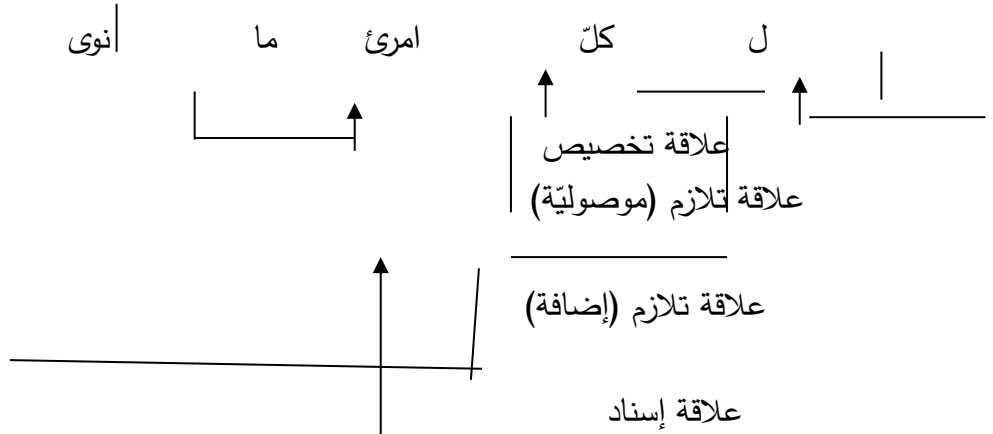 ل كلّ امرئ ما نوى
علاقة تخصيص
علاقة تلازم (موصوليّة)
علاقة تلازم (إضافة)
علاقة إسناد